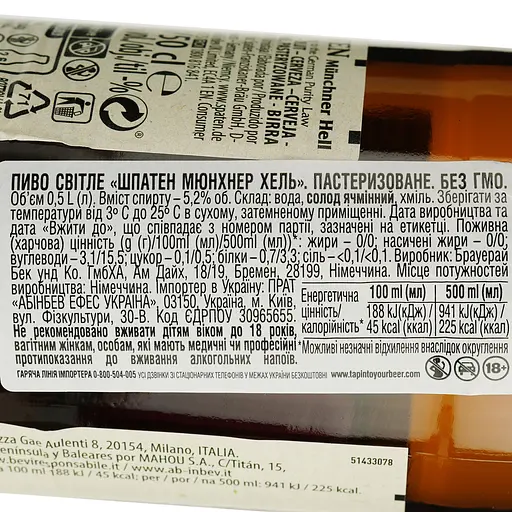 EN Münchner Hell
the German Purity Law
- CERVEZA - CERVEJA -
PASTERIZOWANE - BIRRA
50 cl e
71
ПИВО СВІТЛЕ «ШПАТЕН МЮНХНЕР ХЕЛЬ». ПАСТЕРИЗОВАНЕ. БЕЗ ГМО.
Об'єм 0,5 L (л). Вміст спирту – 5,2% об. Склад: вода, солод ячмінний, хміль. Зберігати за
температури від 3° С до 25° С в сухому, затемненому приміщенні. Дата виготовлення та
дата «Вжити до», що співпадає з номером партії, зазначені на етикетці. Поживна
(харчова) цінність (g (г)/100ml (мл)/500ml (мл))*: жири – 0/0; насичені жири – 0/0;
вуглеводи – 3,1/15,5; цукор – 0,1/0,5; білки – 0,7/3,3; сіль – <0,1/<0,1. Виробник: Брауерай
Бек унд Ко. ГмбХА, Ам Дайх, 18/19, Бремен, 28199, Німеччина. Місце потужностей
виробництва: Німеччина. Імпортер в Україну: ПРАТ
«АБІНБЕВ ЕФЕС УКРАЇНА», 03150, Україна, м. Київ,
вул. Фізкультури, 30-В. Код ЄДРПОУ 30965655.
Не рекомендовано вживати дітям віком до 18 років,
вагітним жінкам, особам, які мають медичні чи професійні
протипоказання до вживання алкогольних напоїв.
Енергетична цінність/ калорійність*
100 ml (мл) 500 ml (мл)
188 kJ(кДж) / 941 kJ(кДж) /
45 kcal (ккал) 225 kcal (ккал)
*Можливі незначні відхилення внаслідок округлення
ГАРЯЧА ЛІНІЯ ІМПОРТЕРА 0-800-504-005 УСІ ДЗВІНКИ ЗІ СТАЦІОНАРНИХ ТЕЛЕФОНІВ У МЕЖАХ УКРАЇНИ БЕЗКОШТОВНІ www.tapintoyourbeer.com
18+
zza Gae Aulenti 8, 20154, Milano, ITALIA.
Península y Baleares por MAHOU S.A., C/Titán, 15,
www.bevireresponsabile.it - www.ab-inbev.it
a 100 ml 188 kJ / 45 kcal; per / por / na 500 ml: 941 kJ / 225 kcal.
51433078